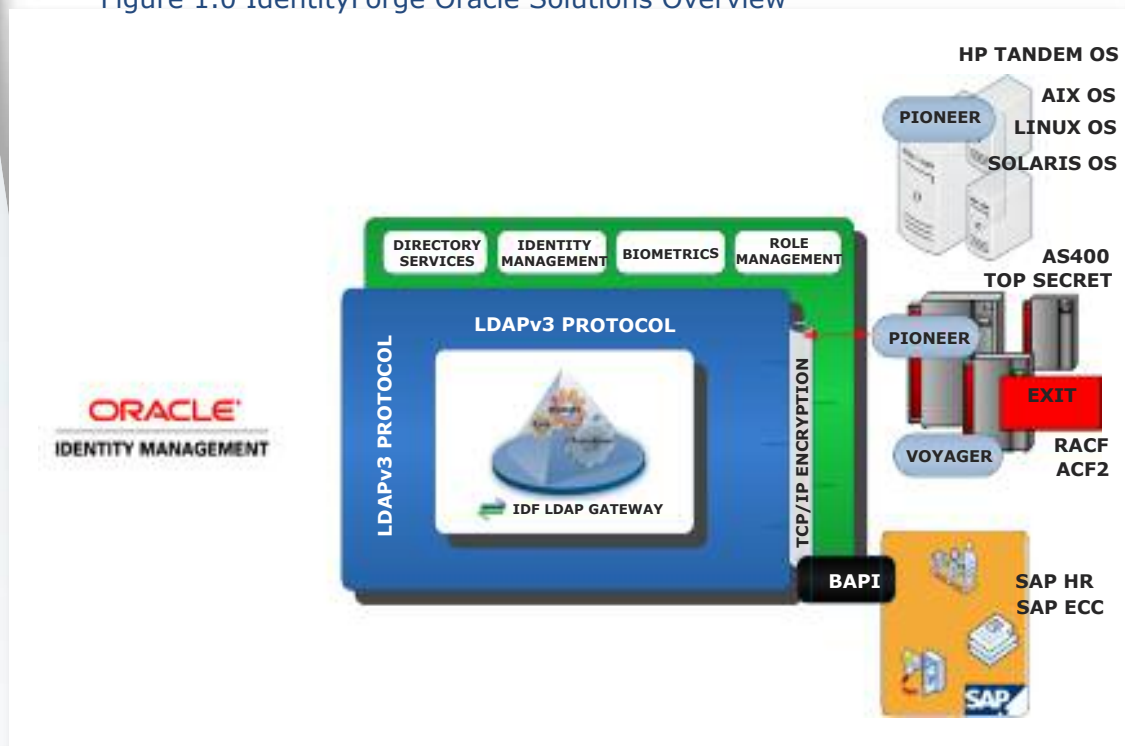 Figure 1.0 IdentityForge Oracle Solutions Overview
HP TANDEM OS
AIX OS
PIONEER
LINUX OS
SOLARIS OS
DIRECTORY SERVICES
IDENTITY MANAGEMENT
BIOMETRICS
ROLE MANAGEMENT
AS400
TOP SECRET
LDAPv3 PROTOCOL
LDAPv3 PROTOCOL
PIONEER
TCP/IP ENCRYPTION
EXIT
ORACLE
IDENTITY MANAGEMENT
VOYAGER
RACF
ACF2
IDF LDAP GATEWAY
BAPI
SAP HR
SAP ECC
SAP